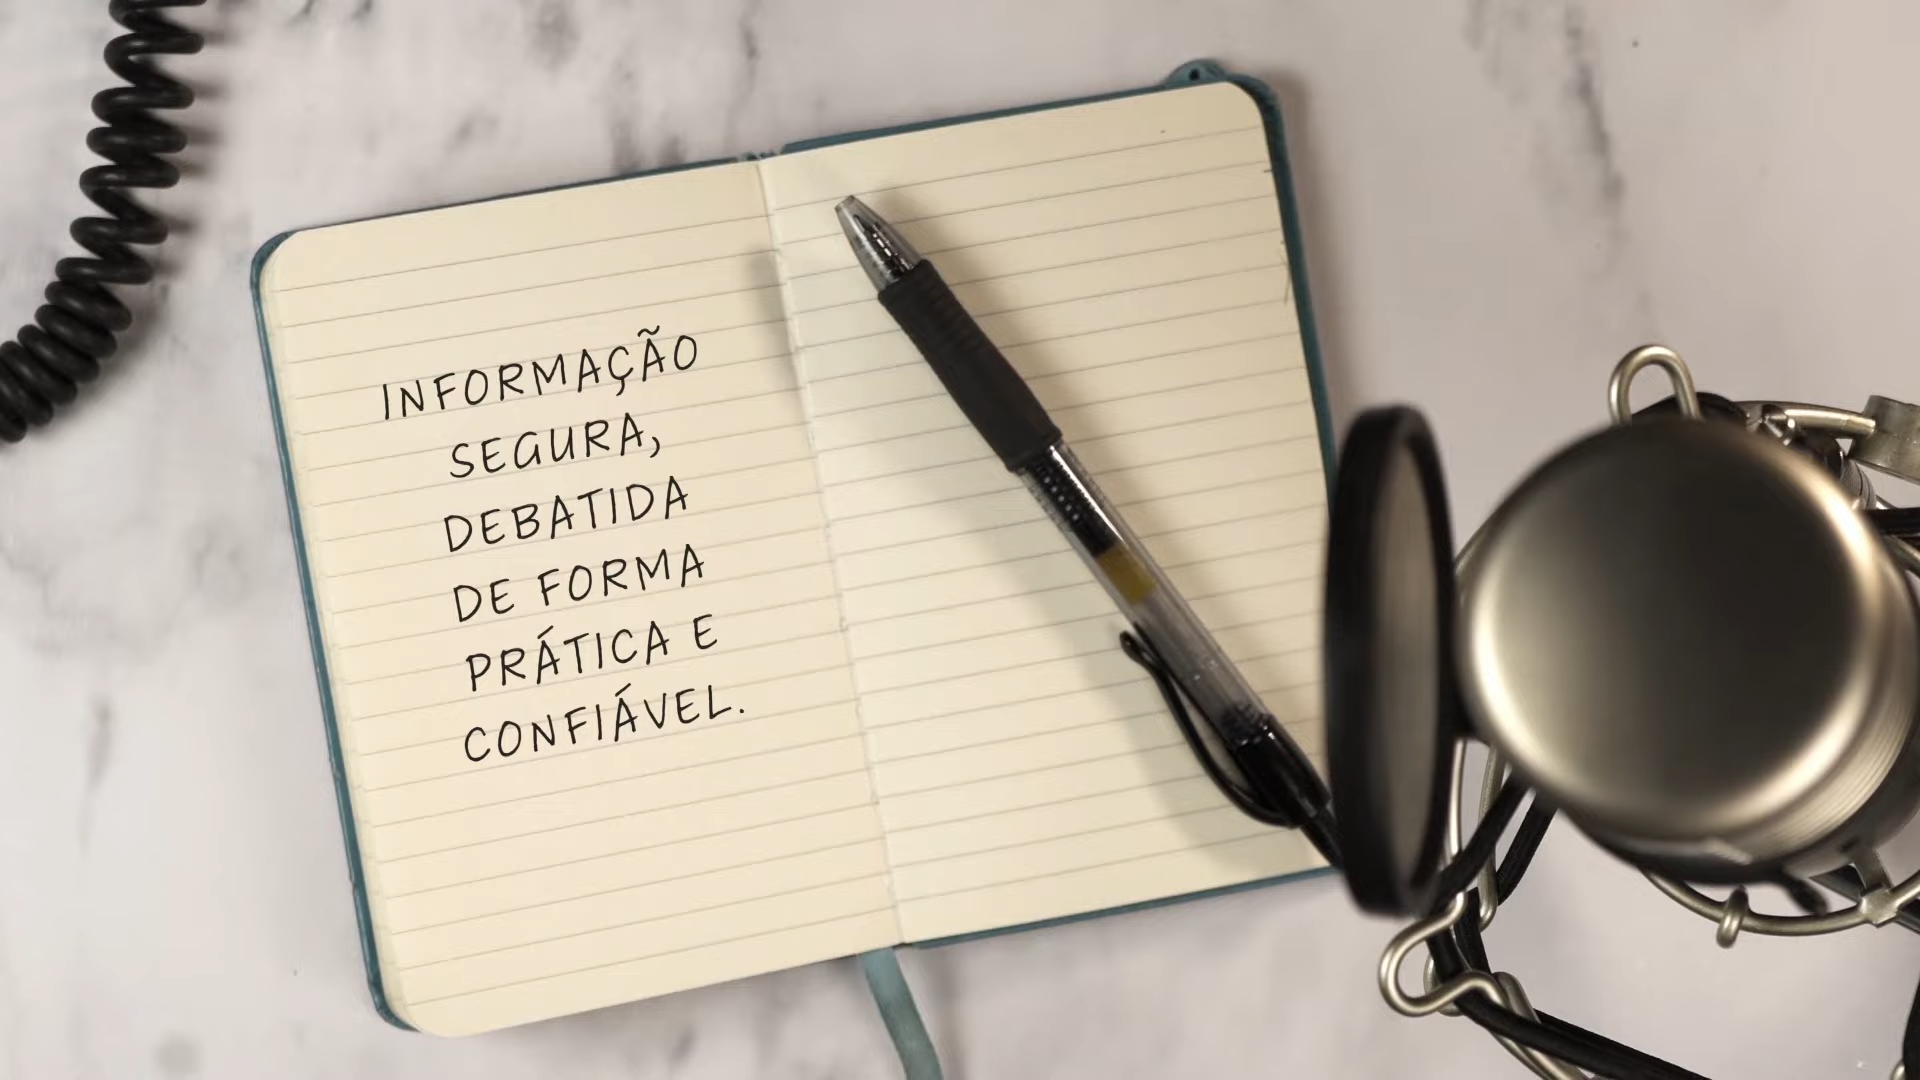 INFORMAÇÃO
SEGURA,
DEBATIDA
DE FORMA
PRÁTICA E
CONFIÁVEL.